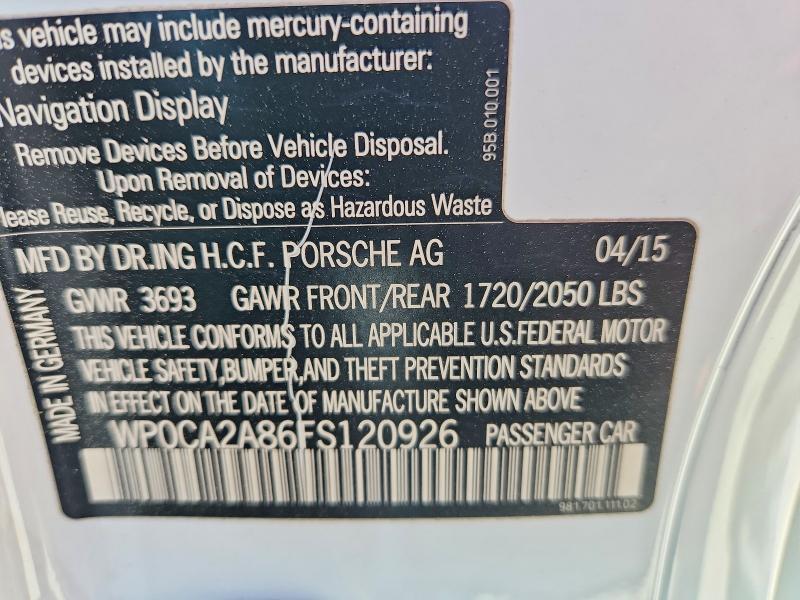 vehicle may include mercury-containing
devices installed by the manufacturer:
Navigation Display
Remove Devices Before Vehicle Disposal.
Upon Removal of Devices:
Please Reuse, Recycle, or Dispose as Hazardous Waste
95B.010.001
MFD BY DR.ING H.C.F. PORSCHE AG 04/15
GVWR 3693 GAWR FRONT/REAR 1720/2050 LBS
THIS VEHICLE CONFORMS TO ALL APPLICABLE U.S.FEDERAL MOTOR
VEHICLE SAFETY,BUMPER,AND THEFT PREVENTION STANDARDS
IN EFFECT ON THE DATE OF MANUFACTURE SHOWN ABOVE
MADE IN GERMANY
WP0CA2A86FS120926 PASSENGER CAR
981.701.111.02